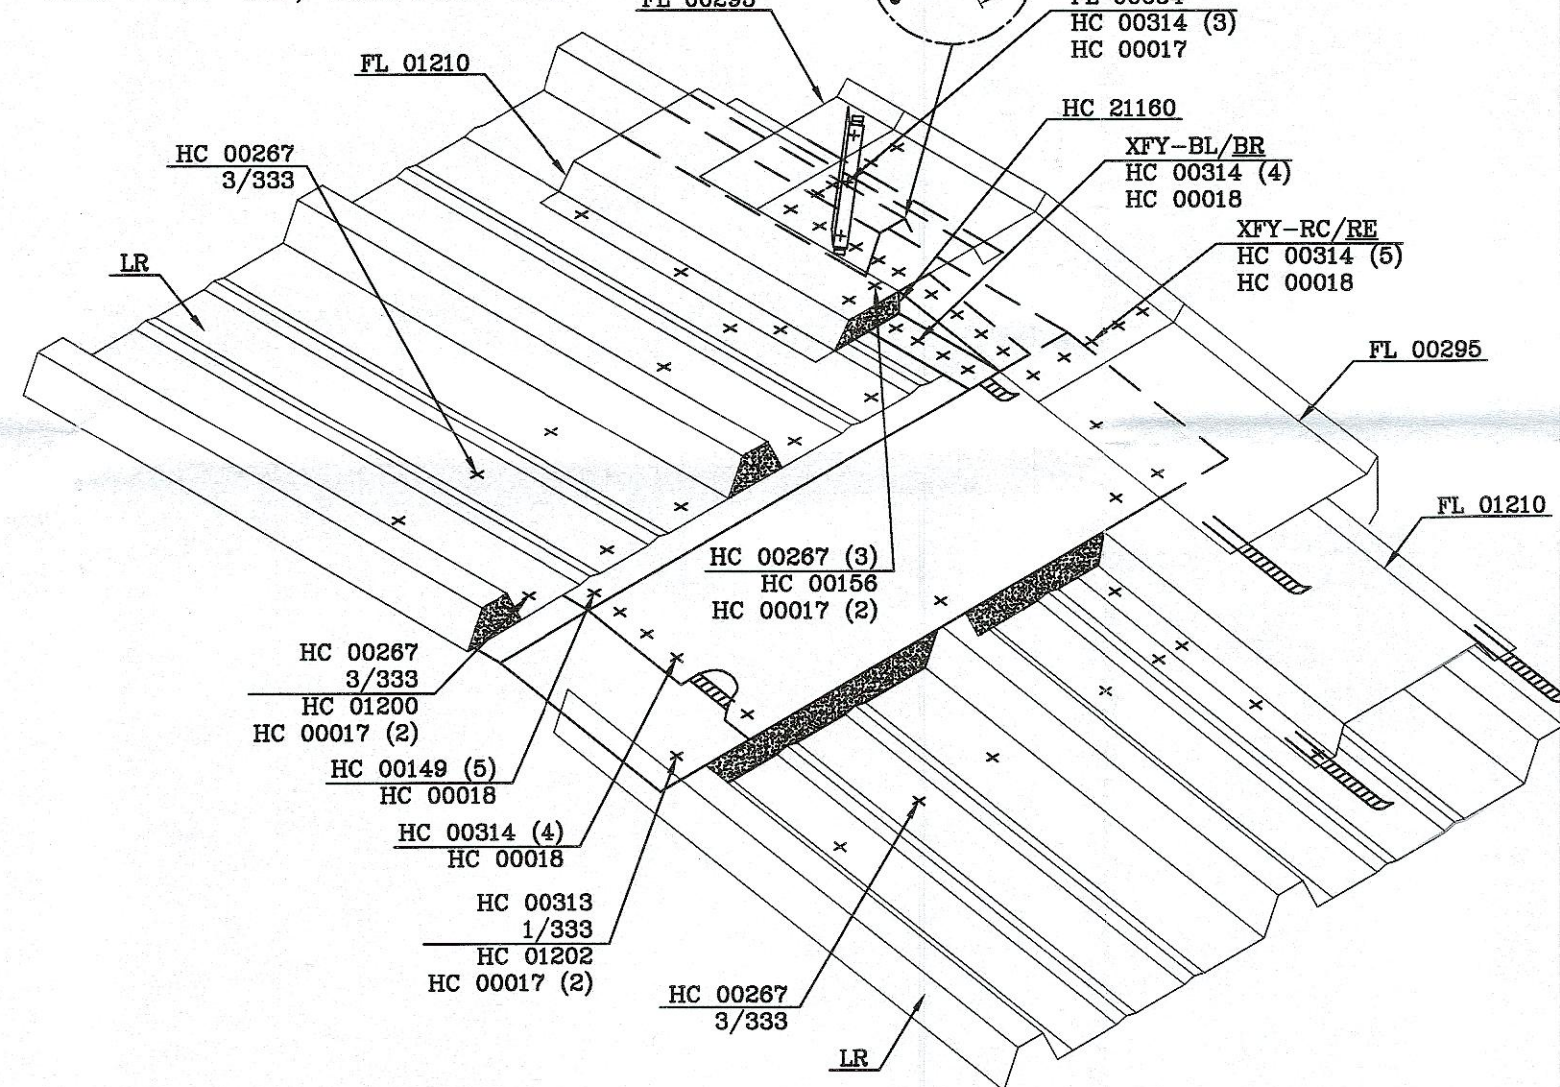 FL 00295
HC 00314 (3)
HC 00017
FL 01210
HC 21160
HC 00267
3/333
XFY-BL/BR
HC 00314 (4)
HC 00018
XFY-RC/RE
HC 00314 (5)
HC 00018
LR
FL 00295
FL 01210
HC 00267 (3)
HC 00156
HC 00017 (2)
HC 00267
3/333
HC 01200
HC 00017 (2)
HC 00149 (5)
HC 00018
HC 00314 (4)
HC 00018
HC 00313
1/333
HC 01202
HC 00017 (2)
HC 00267
3/333
LR